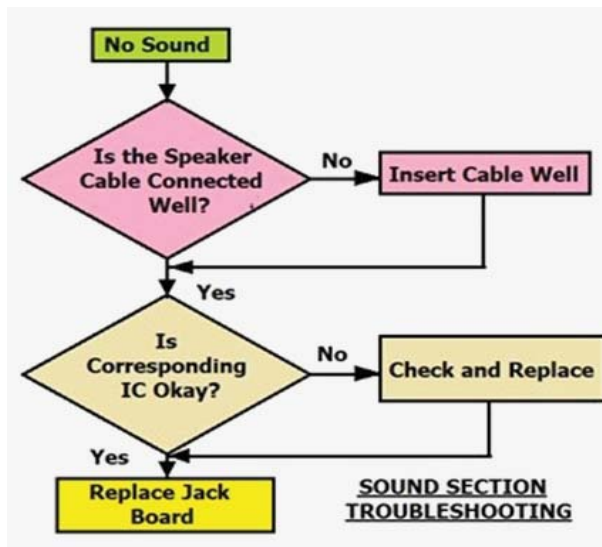 No Sound
Is the Speaker
Cable Connected
Well?
No
Insert Cable Well
Yes
Is
Corresponding
IC Okay?
No
Check and Replace
Yes
Replace Jack
Board
SOUND SECTION
TROUBLESHOOTING